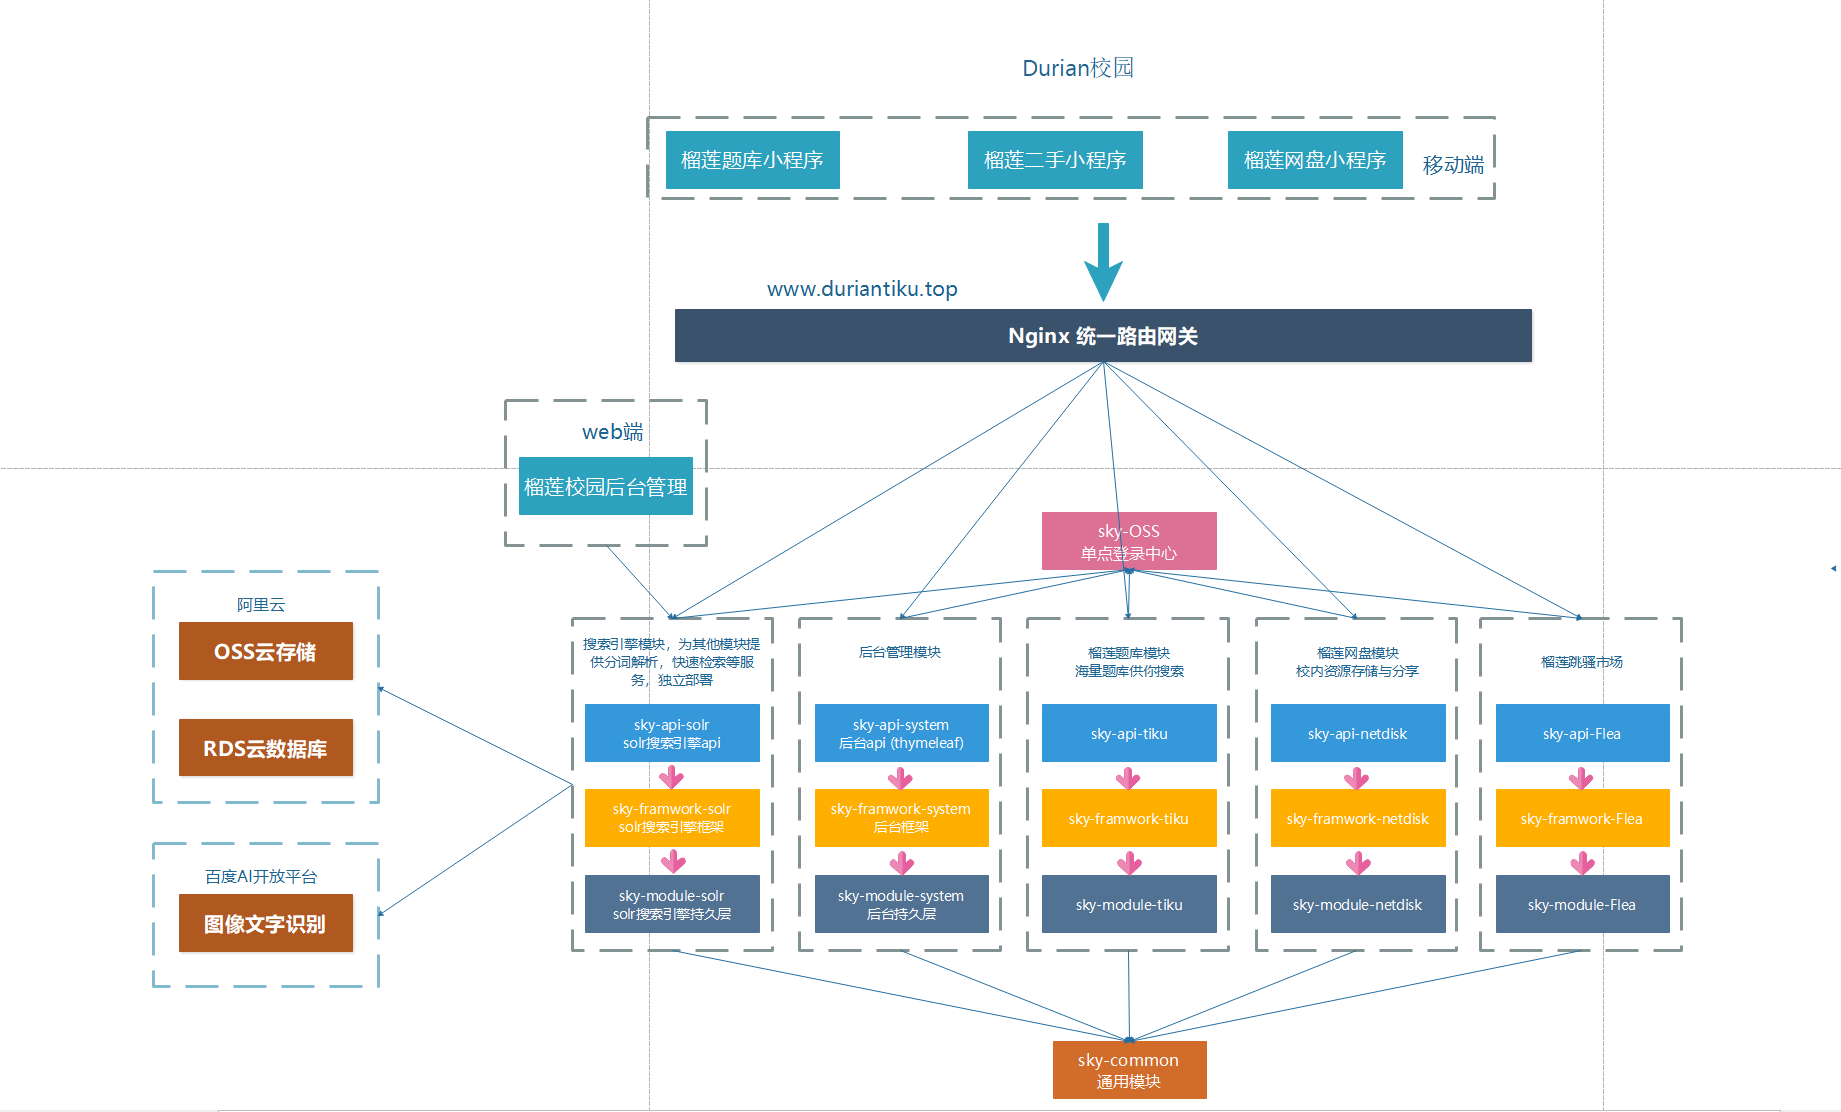 Durian校园
榴莲题库小程序
榴莲二手小程序
榴莲网盘小程序
移动端
www.duriantiku.top
Nginx 统一路由网关
web端
榴莲校园后台管理
sky-OSS
单点登录中心
阿里云
OSS云存储
RDS云数据库
百度AI开放平台
图像文字识别
搜索引擎模块，为其他模块提
供分词解析，快速检索等服
务，独立部署
sky-api-solr
solr搜索引擎api
sky-framwork-solr
solr搜索引擎框架
sky-module-solr
solr搜索引擎持久层
后台管理模块
sky-api-system
后台api (thymeleaf)
sky-framwork-system
后台框架
sky-module-system
后台持久层
榴莲题库模块
海量题库供你搜索
sky-api-tiku
sky-framwork-tiku
sky-module-tiku
榴莲网盘模块
校内资源存储与分享
sky-api-netdisk
sky-framwork-netdisk
sky-module-netdisk
榴莲跳骚市场
sky-api-Flea
sky-framwork-Flea
sky-module-Flea
sky-common
通用模块